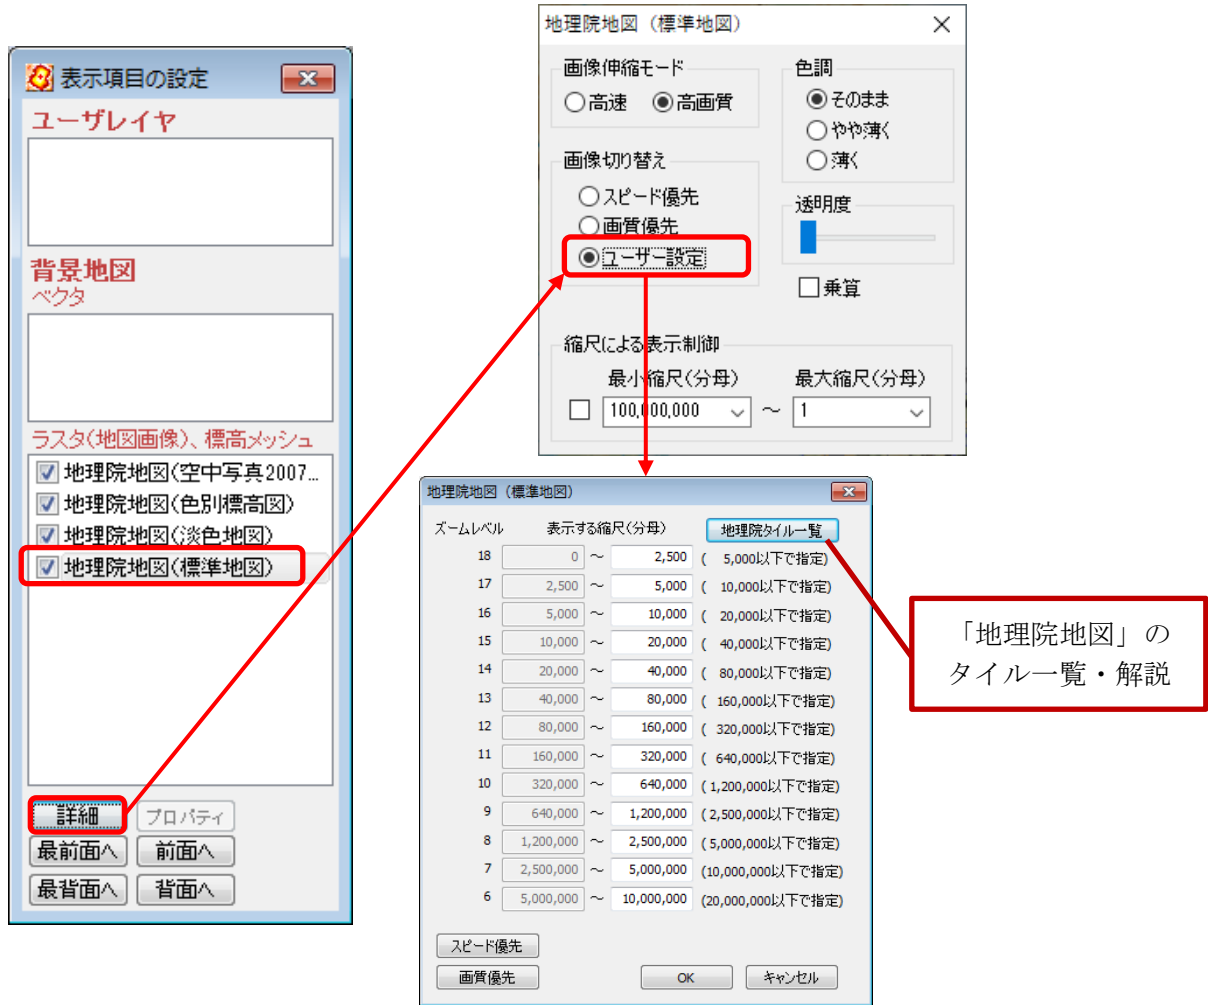 表示項目の設定
ユーザレイヤ
背景地図
ベクタ
ラスタ(地図画像)、標高メッシュ
地理院地図(空中写真2007...
地理院地図(色別標高図)
地理院地図(淡色地図)
地理院地図(標準地図)
詳細 プロパティ
最前面へ 前面へ
最背面へ 背面へ
地理院地図（標準地図）
画像伸縮モード
高速 高画質
画像切り替え
スピード優先
画質優先
ユーザー設定
色調
そのまま
やや薄く
薄く
透明度
乗算
縮尺による表示制御
最小縮尺(分母) 最大縮尺(分母)
100,000,000 ～ 1
地理院地図（標準地図）
ズームレベル 表示する縮尺(分母) 地理院タイル一覧
18 0 ～ 2,500 ( 5,000以下で指定)
17 2,500 ～ 5,000 ( 10,000以下で指定)
16 5,000 ～ 10,000 ( 20,000以下で指定)
15 10,000 ～ 20,000 ( 40,000以下で指定)
14 20,000 ～ 40,000 ( 80,000以下で指定)
13 40,000 ～ 80,000 ( 160,000以下で指定)
12 80,000 ～ 160,000 ( 320,000以下で指定)
11 160,000 ～ 320,000 ( 640,000以下で指定)
10 320,000 ～ 640,000 (1,200,000以下で指定)
9 640,000 ～ 1,200,000 (2,500,000以下で指定)
8 1,200,000 ～ 2,500,000 (5,000,000以下で指定)
7 2,500,000 ～ 5,000,000 (10,000,000以下で指定)
6 5,000,000 ～ 10,000,000 (20,000,000以下で指定)
スピード優先
画質優先 OK キャンセル
「地理院地図」の
タイル一覧・解説